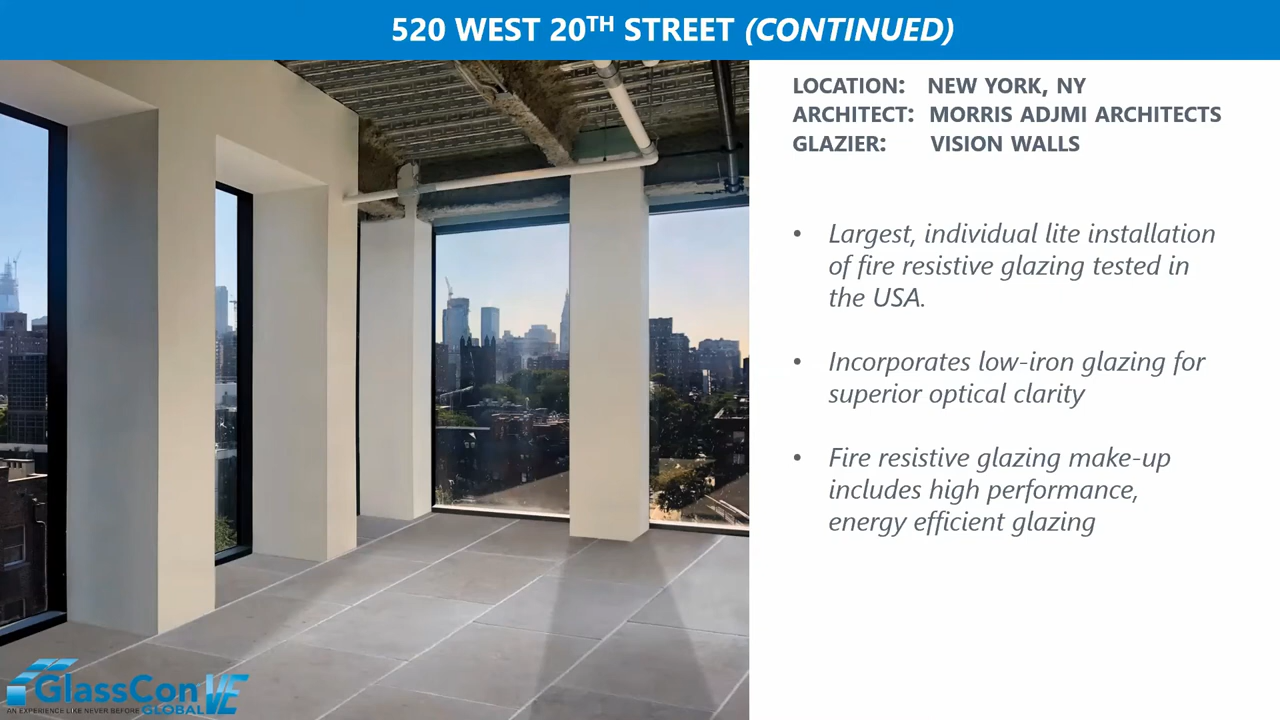 520 WEST 20TH STREET (CONTINUED)
LOCATION: NEW YORK, NY
ARCHITECT: MORRIS ADJMI ARCHITECTS
GLAZIER: VISION WALLS
• Largest, individual lite installation
of fire resistive glazing tested in
the USA.
• Incorporates low-iron glazing for
superior optical clarity
• Fire resistive glazing make-up
includes high performance,
energy efficient glazing
GlassCon VE
AN EXPERIENCE LIKE NEVER BEFORE GLOBAL